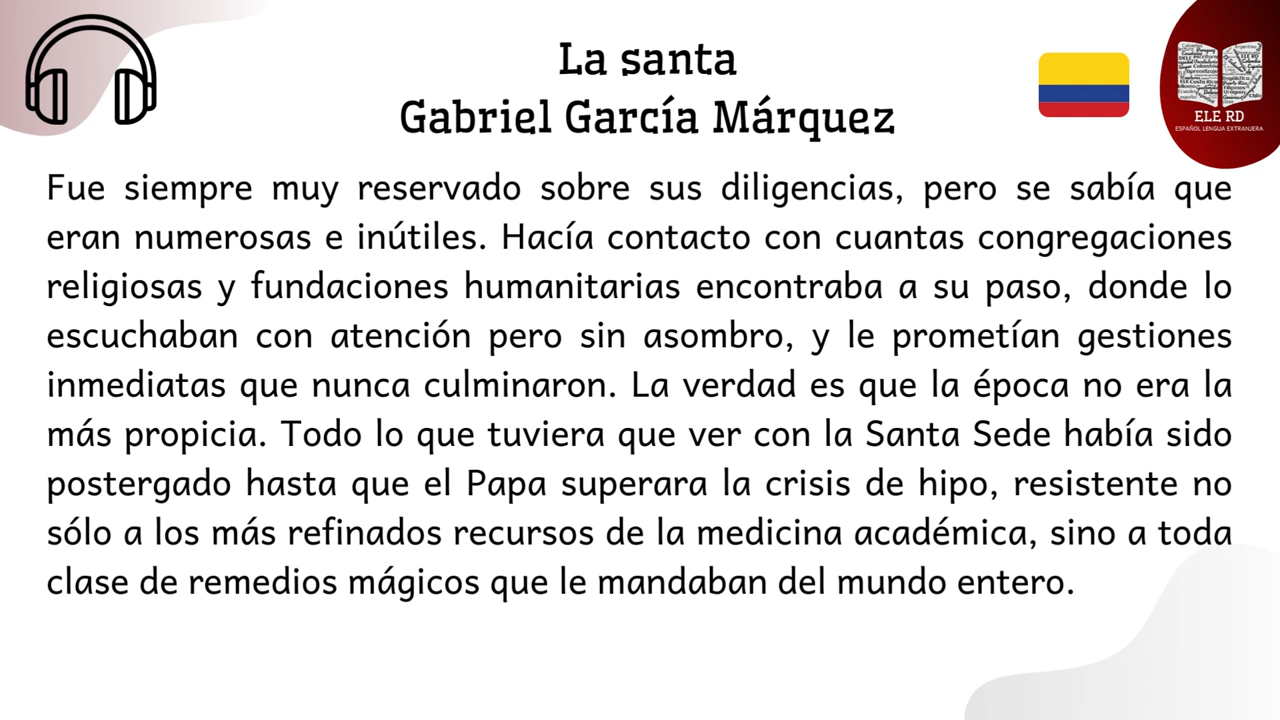 La santa
Gabriel García Márquez
ELE RD
ESPAÑOL LENGUA EXTRANJERA
Fue siempre muy reservado sobre sus diligencias, pero se sabía que
eran numerosas e inútiles. Hacía contacto con cuantas congregaciones
religiosas y fundaciones humanitarias encontraba a su paso, donde lo
escuchaban con atención pero sin asombro, y le prometían gestiones
inmediatas que nunca culminaron. La verdad es que la época no era la
más propicia. Todo lo que tuviera que ver con la Santa Sede había sido
postergado hasta que el Papa superara la crisis de hipo, resistente no
sólo a los más refinados recursos de la medicina académica, sino a toda
clase de remedios mágicos que le mandaban del mundo entero.